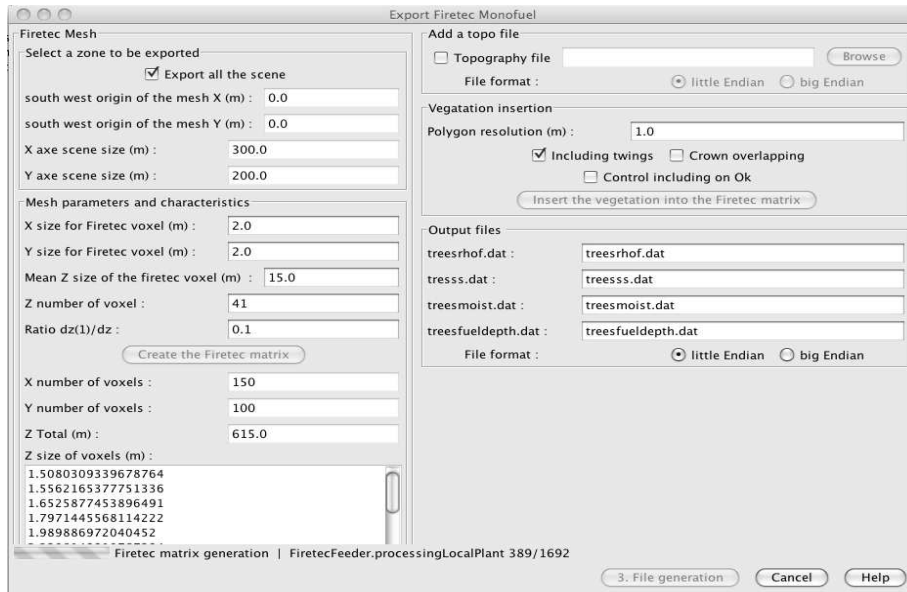 Export Firetec Monofuel
Firetec Mesh
Select a zone to be exported
Export all the scene
south west origin of the mesh X (m) : 0.0
south west origin of the mesh Y (m) : 0.0
X axe scene size (m) : 300.0
Y axe scene size (m) : 200.0
Mesh parameters and characteristics
X size for Firetec voxel (m) : 2.0
Y size for Firetec voxel (m) : 2.0
Mean Z size of the firetec voxel (m) : 15.0
Z number of voxel : 41
Ratio dz(1)/dz : 0.1
Create the Firetec matrix
X number of voxels : 150
Y number of voxels : 100
Z Total (m) : 615.0
Z size of voxels (m) :
1.5080309339678764
1.5562165377751336
1.6525877453896491
1.7971445568114222
1.989886972040452
Add a topo file
Topography file Browse
File format : little Endian big Endian
Vegatation insertion
Polygon resolution (m) : 1.0
Including twings Crown overlapping
Control including on Ok
Insert the vegetation into the Firetec matrix
Output files
treesrhof.dat : treesrhof.dat
tresss.dat : treesss.dat
treesmoist.dat : treesmoist.dat
treesfueldepth.dat : treesfueldepth.dat
File format : little Endian big Endian
Firetec matrix generation | FiretecFeeder.processingLocalPlant 389/1692
3. File generation Cancel Help